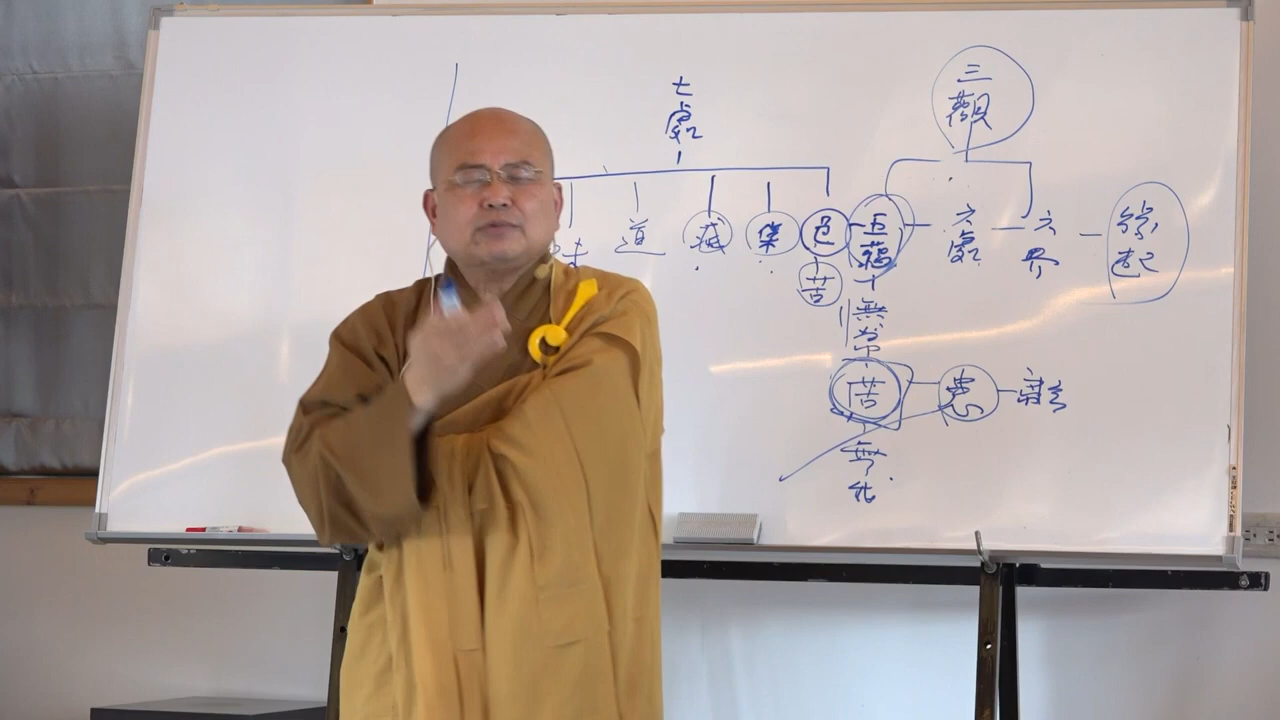 三觀
七處
五蘊 — 六處 — 六界 — 緣起
色
集
滅
道
味
苦
無常
苦 — 患 — 離
無我